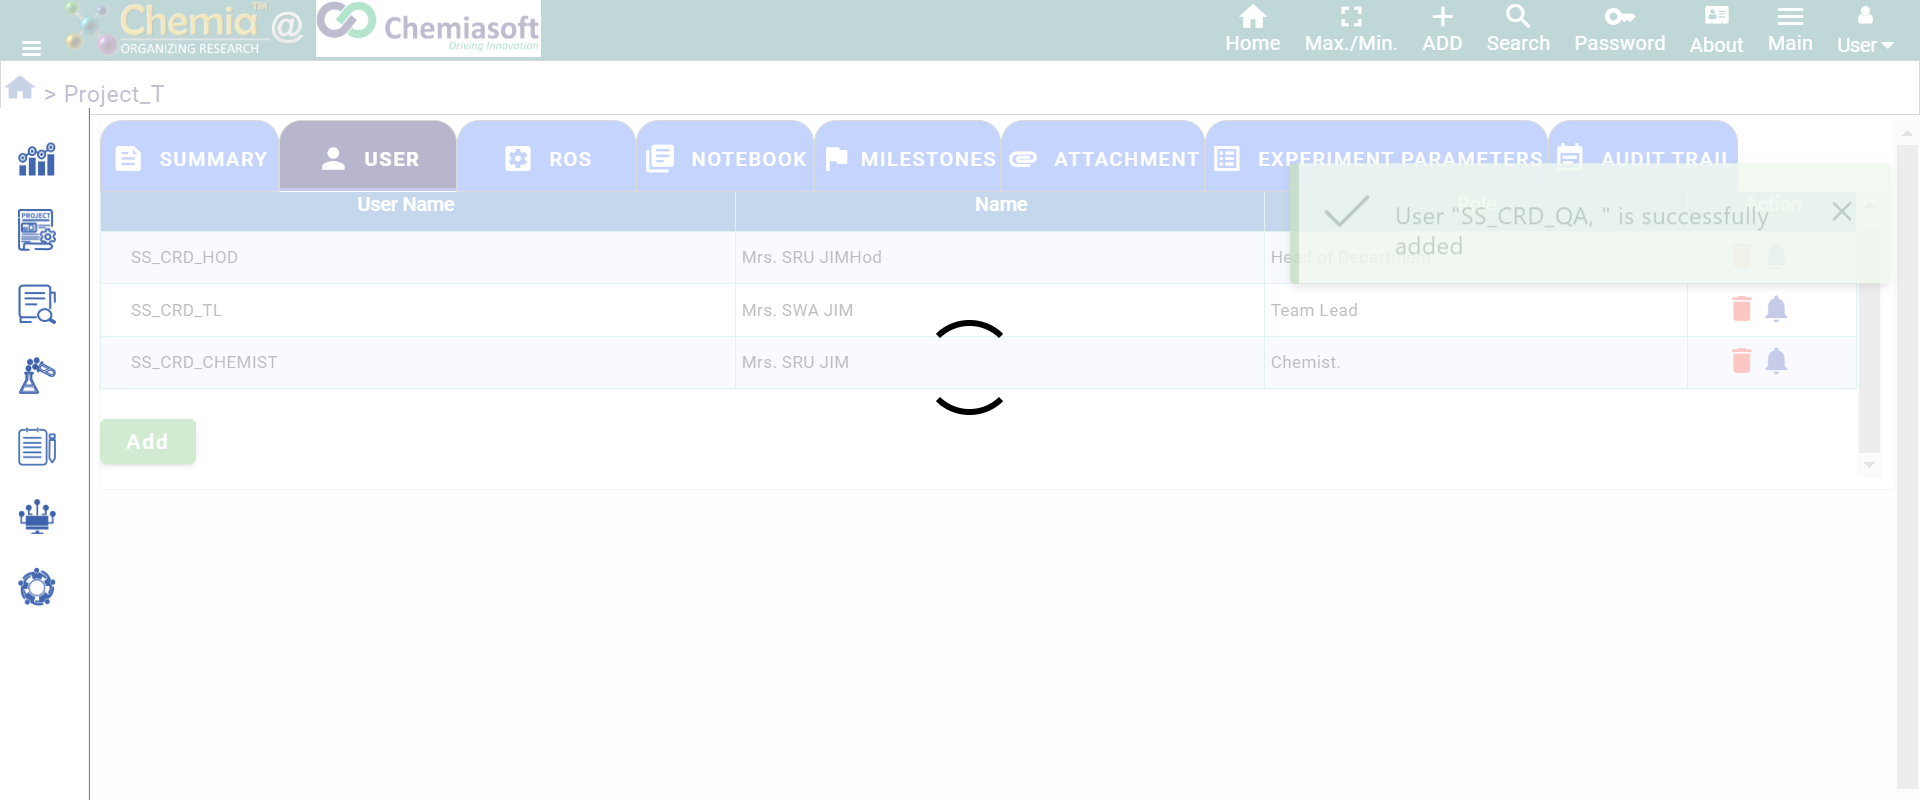 Chemia™ @
ORGANIZING RESEARCH
Chemiasoft
Driving Innovation
Home Max./Min. ADD Search Password About Main User
> Project_T
SUMMARY USER ROS NOTEBOOK MILESTONES ATTACHMENT EXPERIMENT PARAMETERS AUDIT TRAIL
User Name Name Role Action
User "SS_CRD_QA, " is successfully
added
SS_CRD_HOD Mrs. SRU JIMHod Head of Department
SS_CRD_TL Mrs. SWA JIM Team Lead
SS_CRD_CHEMIST Mrs. SRU JIM Chemist.
Add
PROJECT